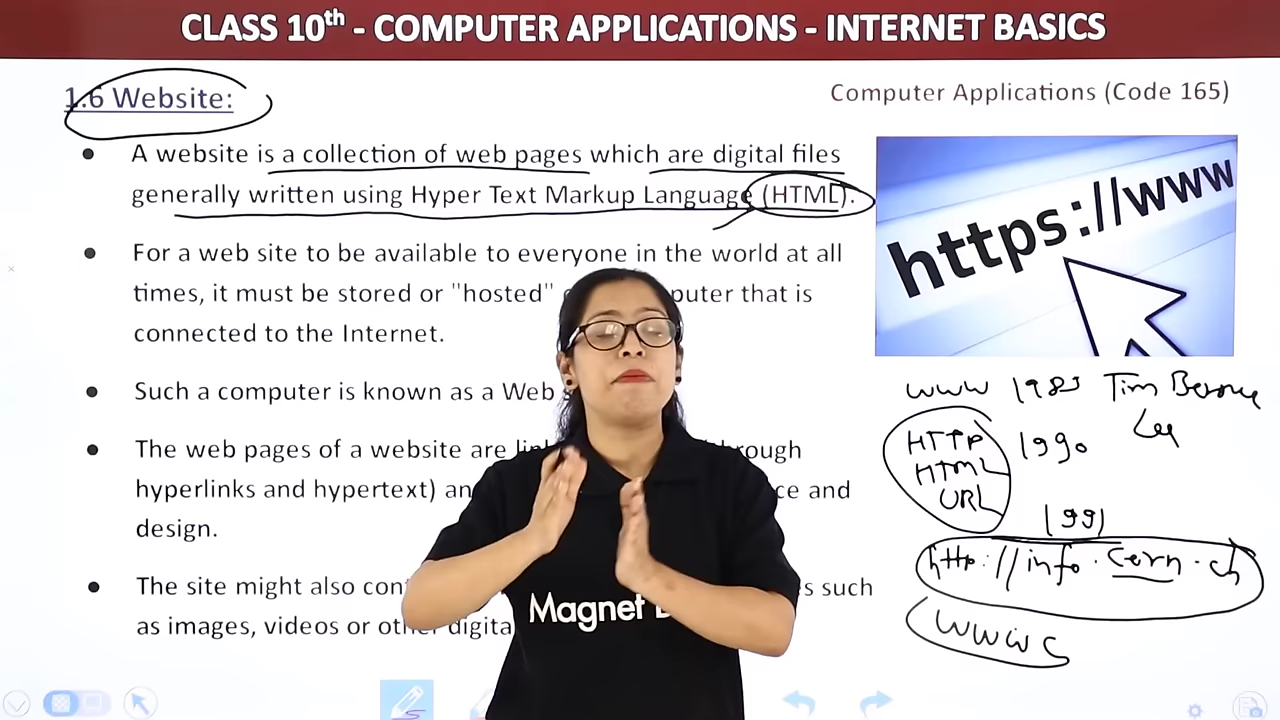 CLASS 10th - COMPUTER APPLICATIONS - INTERNET BASICS
1.6 Website:
Computer Applications (Code 165)
• A website is a collection of web pages which are digital files
generally written using Hyper Text Markup Language (HTML).
• For a web site to be available to everyone in the world at all
times, it must be stored or "hosted" that is
connected to the Internet.
• Such a computer is known as a Web
• The web pages of a website are
hyperlinks and hypertext) and
design.
• The site might also such
as images, videos or other
https://www
www 1989 Tim
Lee
HTTP 1990
HTML
URL
1991
http://info.cern.ch
Magnet